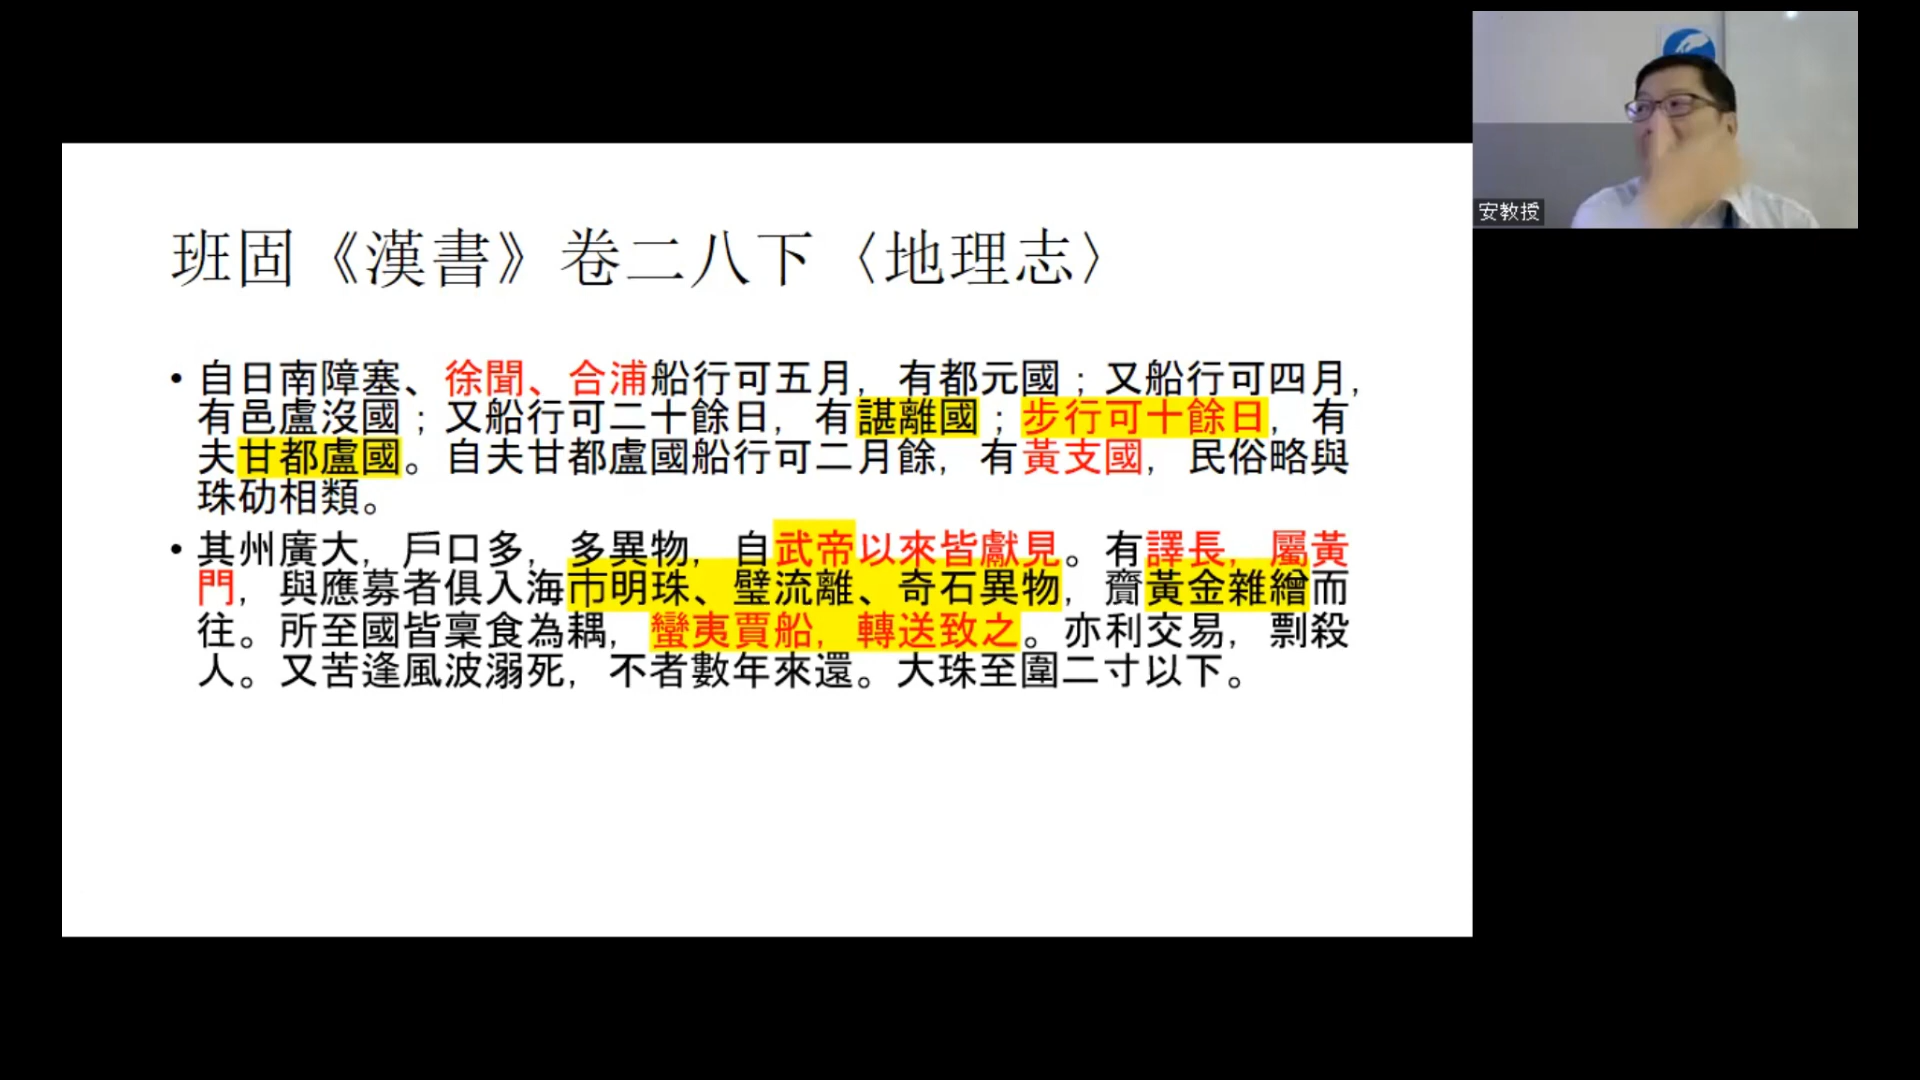 班固《漢書》卷二八下〈地理志〉
• 自日南障塞、徐聞、合浦船行可五月，有都元國；又船行可四月，
有邑盧沒國；又船行可二十餘日，有諶離國；步行可十餘日，有
夫甘都盧國。自夫甘都盧國船行可二月餘，有黃支國，民俗略與
珠𠪚相類。
• 其州廣大，戶口多，多異物，自武帝以來皆獻見。有譯長，屬黃
門，與應募者俱入海市明珠、璧流離、奇石異物，齎黃金雜繒而
往。所至國皆稟食為耦，蠻夷賈船，轉送致之。亦利交易，剽殺
人。又苦逢風波溺死，不者數年來還。大珠至圍二寸以下。
安教授